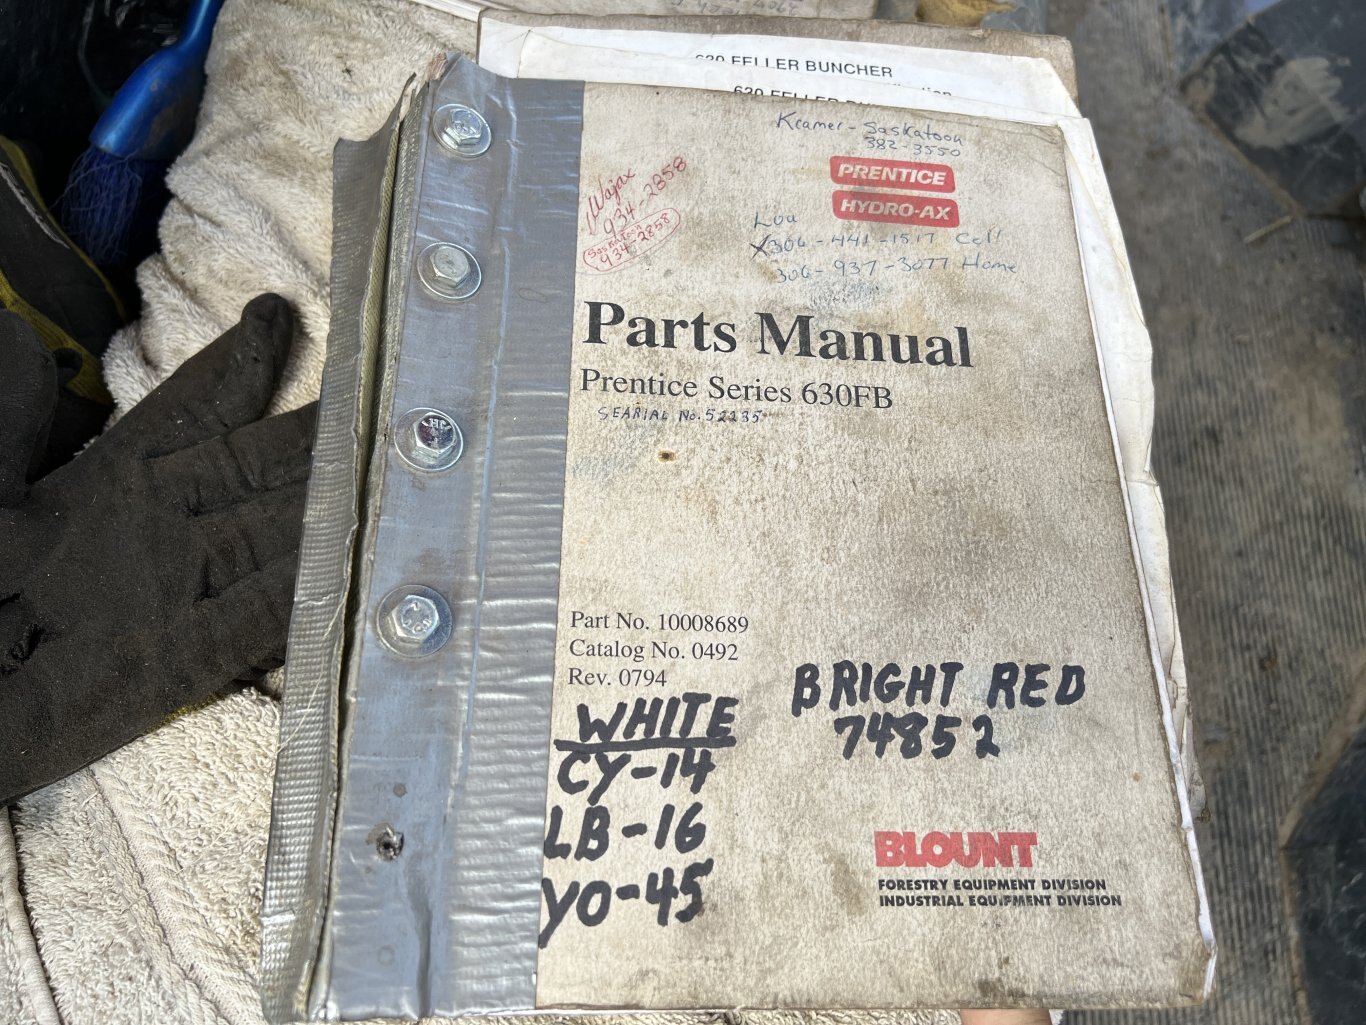 FELLER BUNCHER
Kramer - Saskatoon
382-3550
PRENTICE
HYDRO-AX
Wajax
934-2858
Saskatoon
934-2858
Lou
X306-441-1517 Cell
306-937-3077 Home
Parts Manual
Prentice Series 630FB
SEARIAL No. 52235
Part No. 10008689
Catalog No. 0492
Rev. 0794
WHITE
CY-14
LB-16
YO-45
BRIGHT RED
74852
BLOUNT
FORESTRY EQUIPMENT DIVISION
INDUSTRIAL EQUIPMENT DIVISION